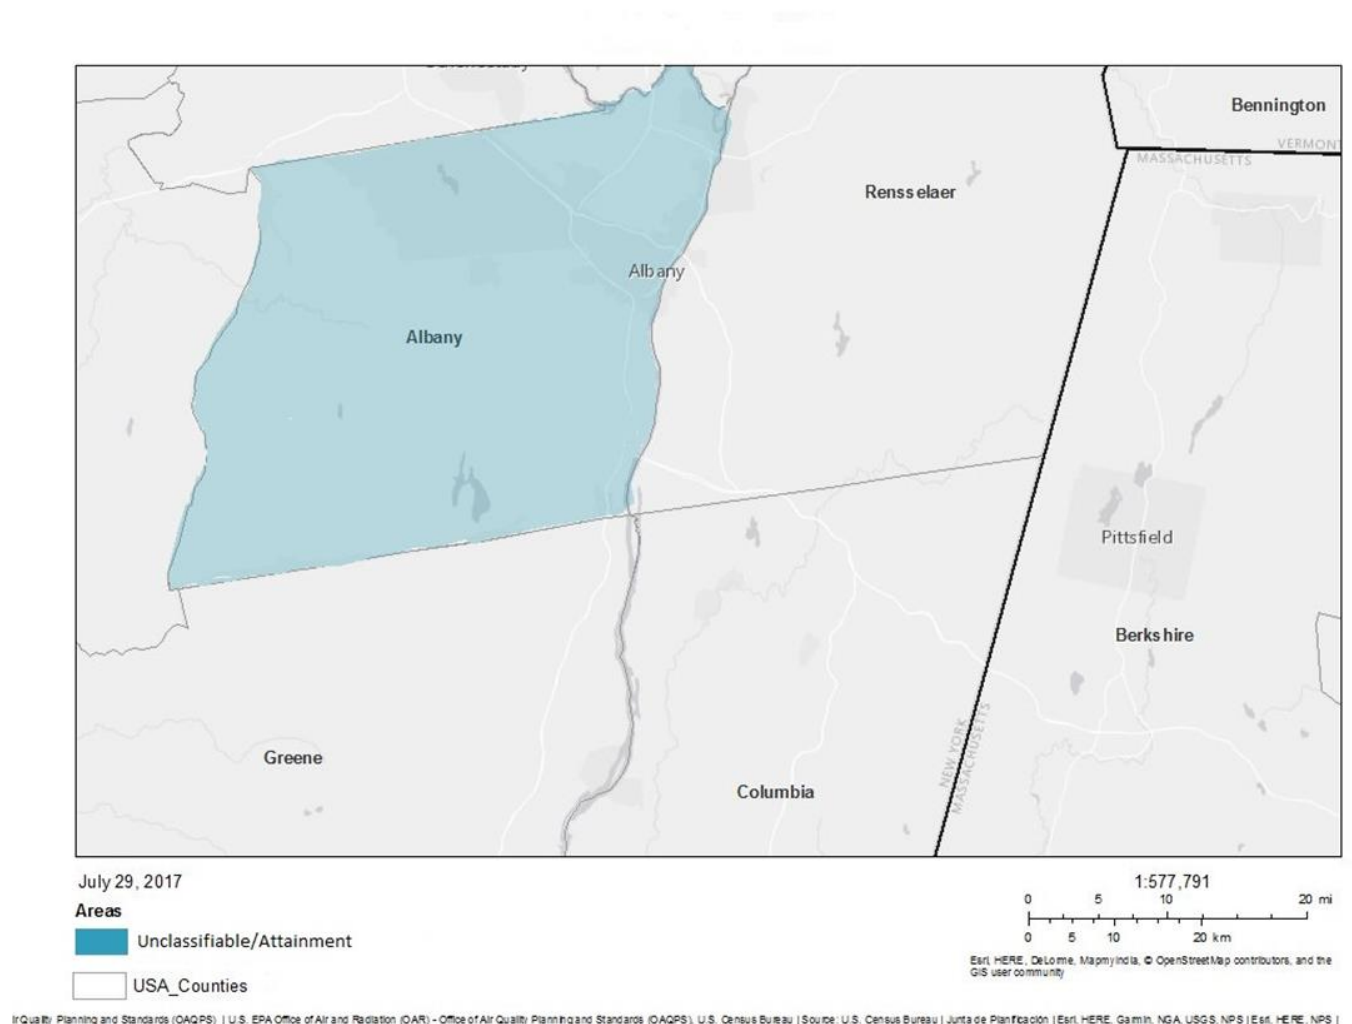 Bennington
VERMONT
MASSACHUSETTS
Rensselaer
Albany
Albany
Pittsfield
Berkshire
NEW YORK
MASSACHUSETTS
Greene
Columbia
July 29, 2017
1:577,791
Areas
0 5 10 20 mi
Unclassifiable/Attainment
0 5 10 20 km
Esri, HERE, DeLorme, MapmyIndia, © OpenStreetMap contributors, and the
GIS user community
USA_Counties
ir Quality Planning and Standards (OAQPS) | U.S. EPA Office of Air and Radiation (OAR) - Office of Air Quality Planning and Standards (OAQPS), U.S. Census Bureau | Source: U.S. Census Bureau | Junta de Planificación | Esri, HERE, Garmin, NGA, USGS, NPS | Esri, HERE, NPS |